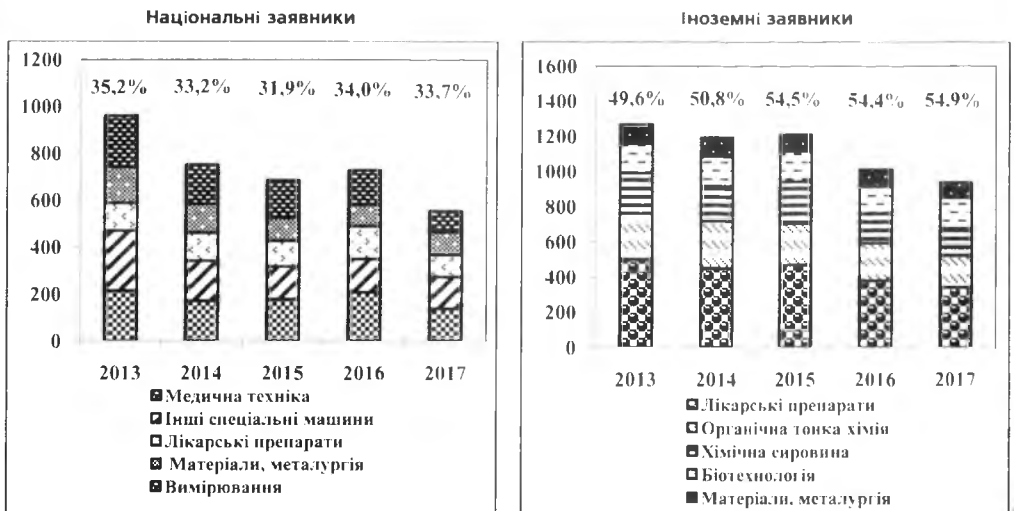 Національні заявники
1200
1000
800
600
400
200
0
35,2% 33,2% 31,9% 34,0% 33,7%
2013 2014 2015 2016 2017
Медична техніка
Інші спеціальні машини
Лікарські препарати
Матеріали, металургія
Вимірювання
Іноземні заявники
1600
1400
1200
1000
800
600
400
200
0
49,6% 50,8% 54,5% 54,4% 54,9%
2013 2014 2015 2016 2017
Лікарські препарати
Органічна тонка хімія
Хімічна сировина
Біотехнологія
Матеріали, металургія